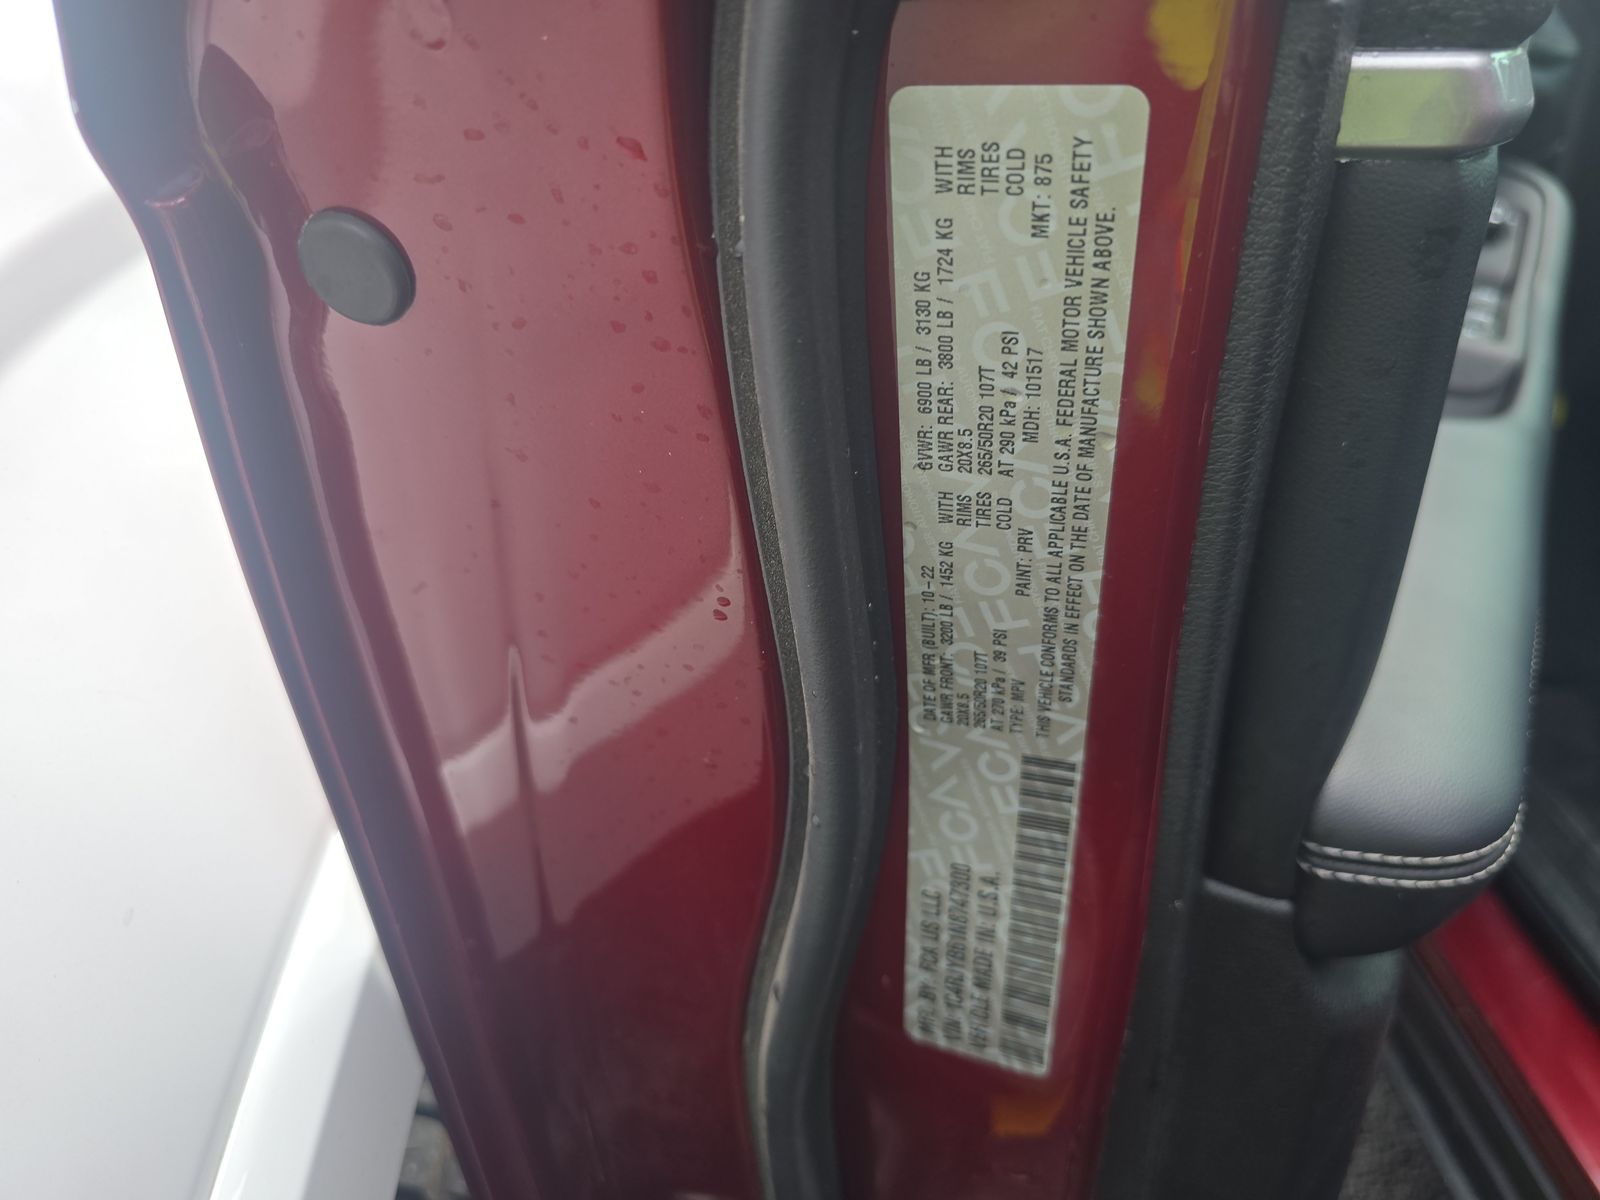 MFD. BY FCA US LLC
DATE OF MFR (BUILT): 10-22
GVWR: 6900 LB / 3130 KG
GAWR FRONT: 3200 LB / 1452 KG WITH
GAWR REAR: 3800 LB / 1724 KG WITH
20X8.5 RIMS
20X8.5 RIMS
265/50R20 107T TIRES
265/50R20 107T TIRES
AT 270 kPa / 39 PSI COLD
AT 290 kPa / 42 PSI COLD
VEHICLE MADE IN U.S.A.
TYPE: MPV PAINT: PRV MDH: 101517 MKT: 875
THIS VEHICLE CONFORMS TO ALL APPLICABLE U.S.A. FEDERAL MOTOR VEHICLE SAFETY
STANDARDS IN EFFECT ON THE DATE OF MANUFACTURE SHOWN ABOVE.
FCA